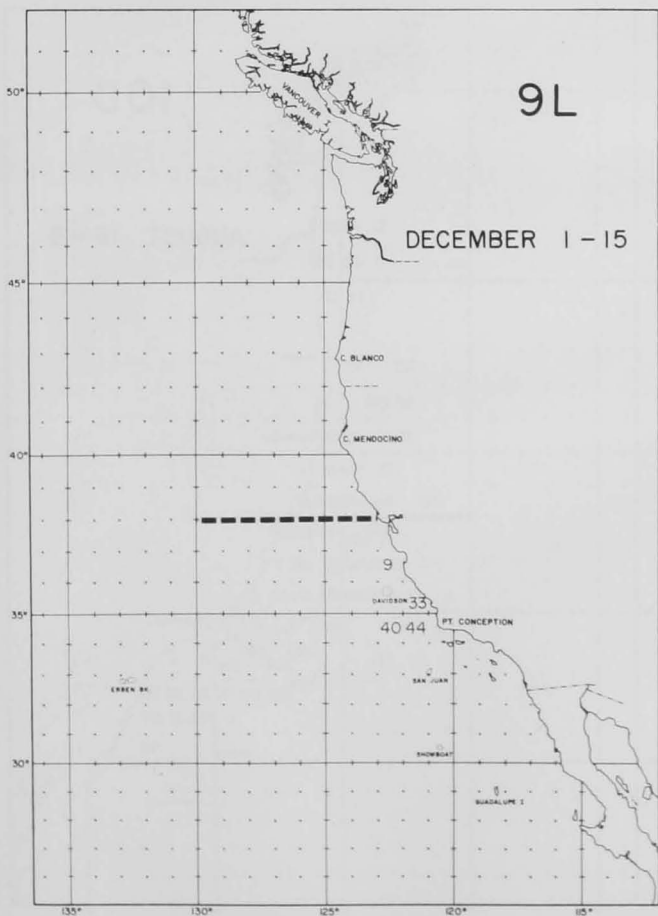 9L
50°
VANCOUVER
DECEMBER 1-15
45°
C. BLANCO
C. MENDOCINO
40°
9
DAVIDSON 33
35°
40 44 PT. CONCEPTION
SAN JUAN
ERBEN BK.
SHOWBOAT
30°
GUADALUPE I.
135° 130° 125° 120° 115°